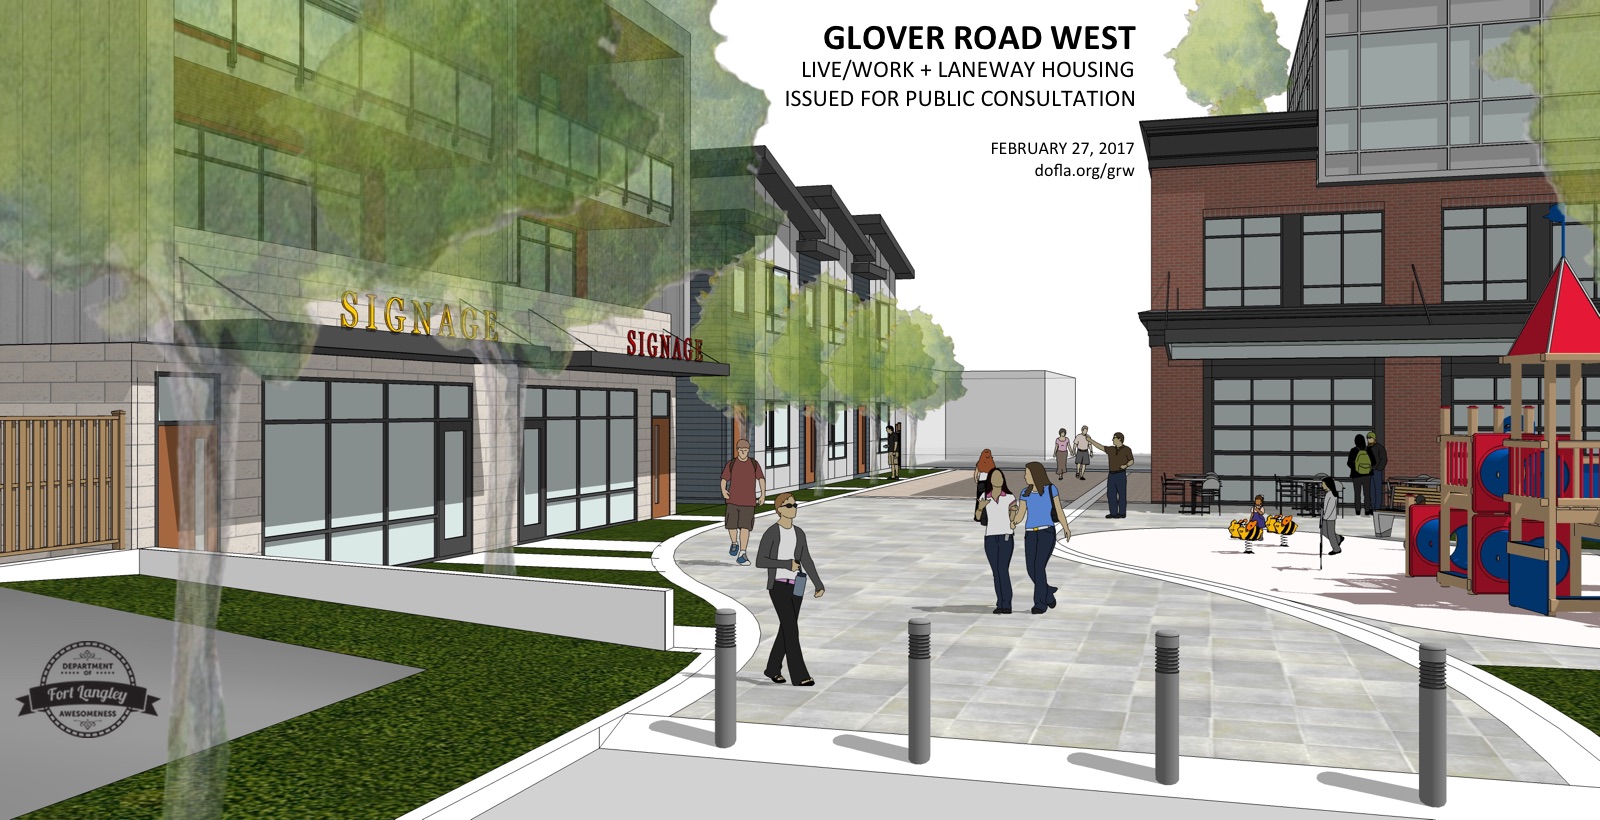 GLOVER ROAD WEST
LIVE/WORK + LANEWAY HOUSING
ISSUED FOR PUBLIC CONSULTATION
FEBRUARY 27, 2017
dofla.org/grw
SIGNAGE
SIGNAGE
DEPARTMENT
OF
Fort Langley
AWESOMENESS